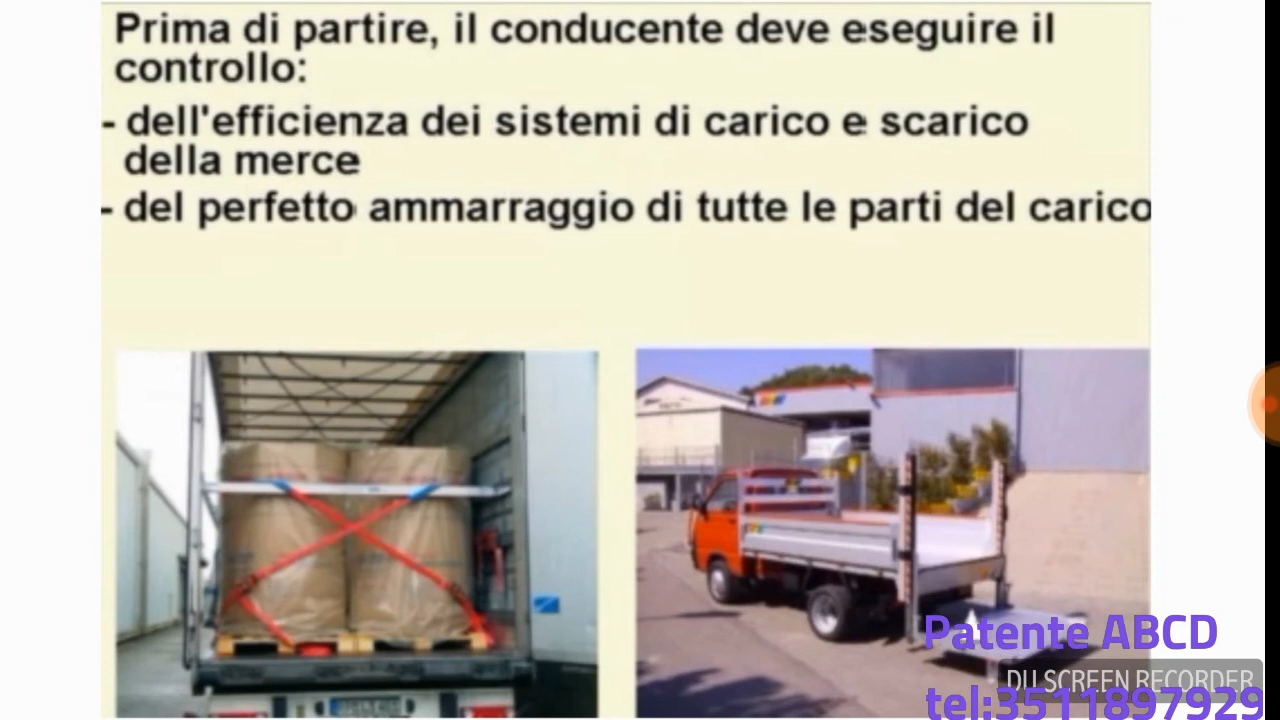 Prima di partire, il conducente deve eseguire il
controllo:
- dell'efficienza dei sistemi di carico e scarico
della merce
- del perfetto ammarraggio di tutte le parti del carico
Patente ABCD
DU SCREEN RECORDER
tel:3511897929